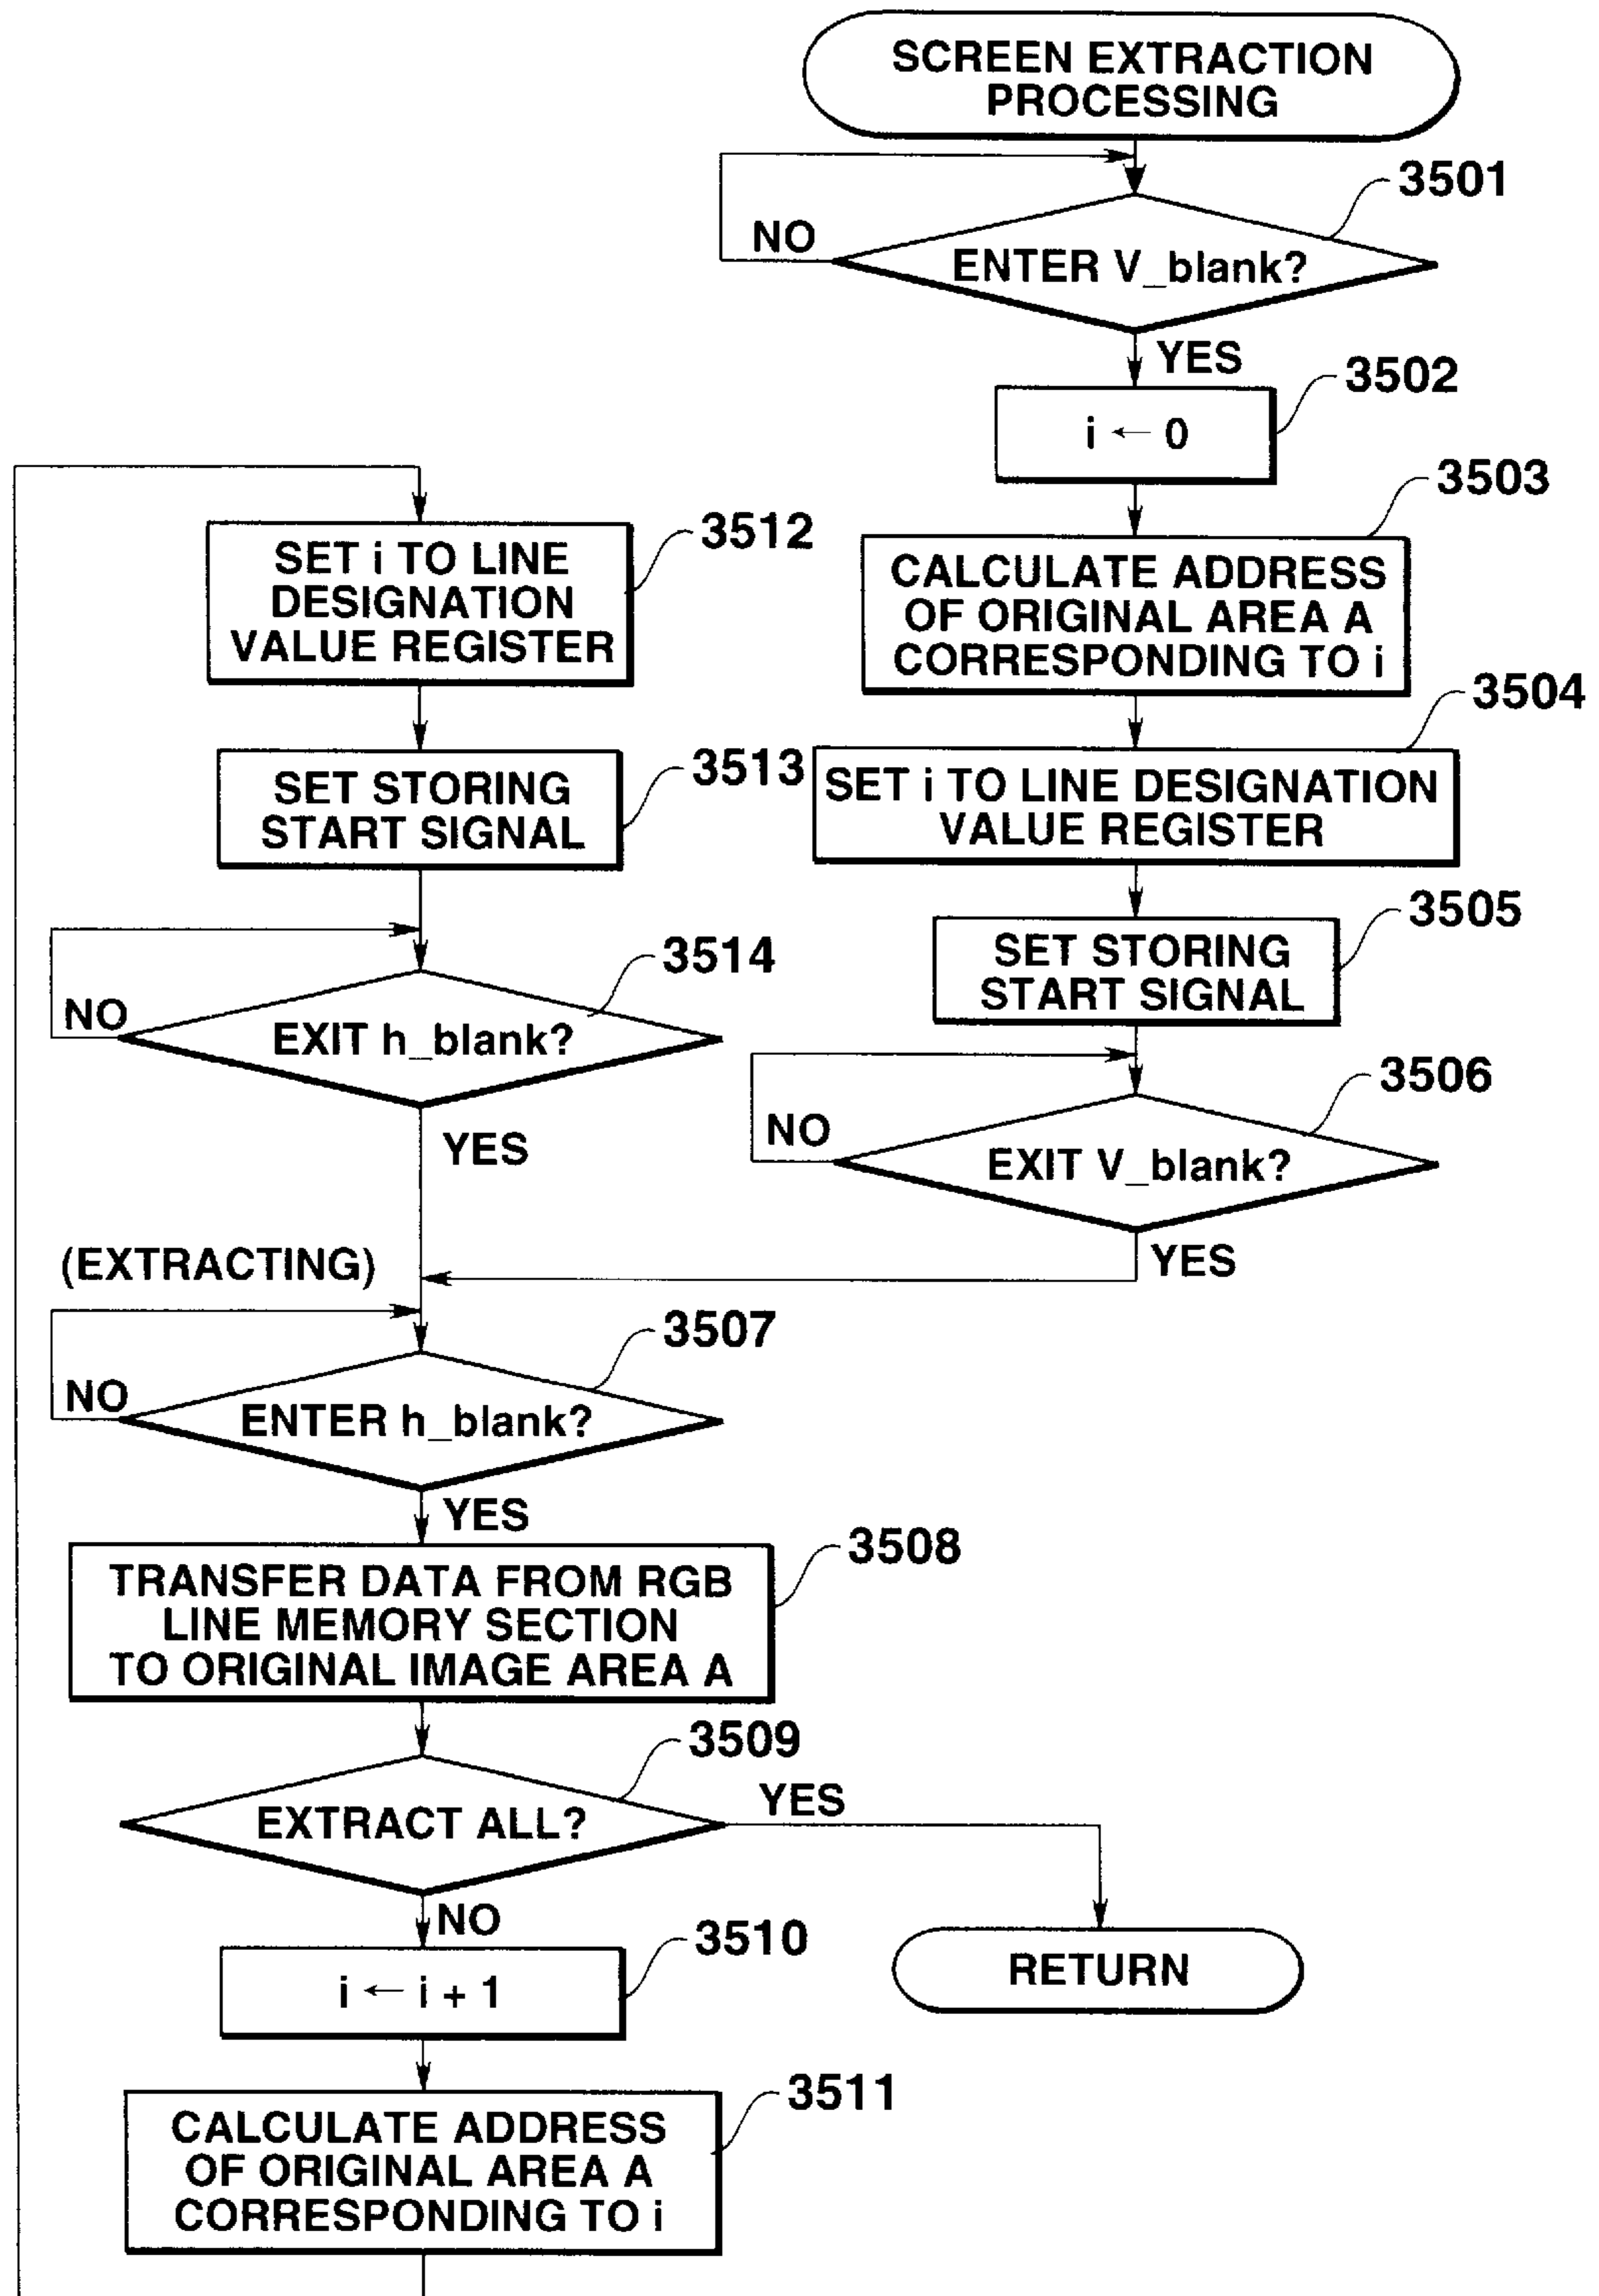 SCREEN EXTRACTION
PROCESSING
3501
NO
ENTER V_blank?
YES
3502
i ← 0
3503
CALCULATE ADDRESS
OF ORIGINAL AREA A
CORRESPONDING TO i
3504
SET i TO LINE DESIGNATION
VALUE REGISTER
3505
SET STORING
START SIGNAL
3506
NO
EXIT V_blank?
YES
3512
SET i TO LINE
DESIGNATION
VALUE REGISTER
3513
SET STORING
START SIGNAL
3514
NO
EXIT h_blank?
YES
(EXTRACTING)
3507
NO
ENTER h_blank?
YES
3508
TRANSFER DATA FROM RGB
LINE MEMORY SECTION
TO ORIGINAL IMAGE AREA A
3509
EXTRACT ALL?
YES
NO
RETURN
3510
i ← i + 1
3511
CALCULATE ADDRESS
OF ORIGINAL AREA A
CORRESPONDING TO i